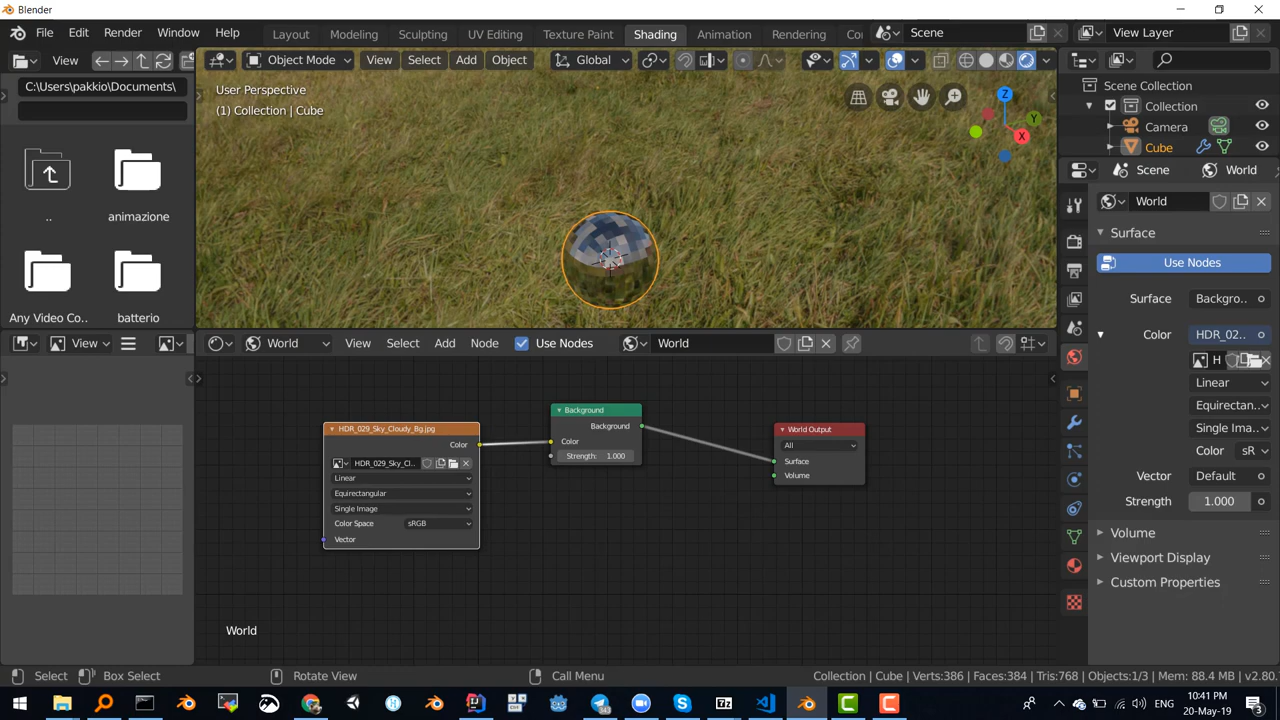 Blender
File Edit Render Window Help
Layout Modeling Sculpting UV Editing Texture Paint Shading Animation Rendering Co
Scene
View Layer
View
Object Mode View Select Add Object Global
C:\Users\pakkio\Documents\
..
animazione
Any Video Co..
batterio
User Perspective
(1) Collection | Cube
Z
Y
X
Scene Collection
Collection
Camera
Cube
Scene World
World
Surface
Use Nodes
Surface Backgro..
Color HDR_02..
H
Linear
Equirectan..
Single Ima..
Color sR
Vector Default
Strength 1.000
Volume
Viewport Display
Custom Properties
View
World View Select Add Node Use Nodes World
HDR_029_Sky_Cloudy_Bg.jpg
Color
HDR_029_Sky_Cl..
Linear
Equirectangular
Single Image
Color Space sRGB
Vector
Background
Background
Color
Strength: 1.000
World Output
All
Surface
Volume
World
Select Box Select Rotate View Call Menu
Collection | Cube | Verts:386 | Faces:384 | Tris:768 | Objects:1/3 | Mem: 88.4 MB | v2.80.
343
7z
ENG
10:41 PM
20-May-19
3